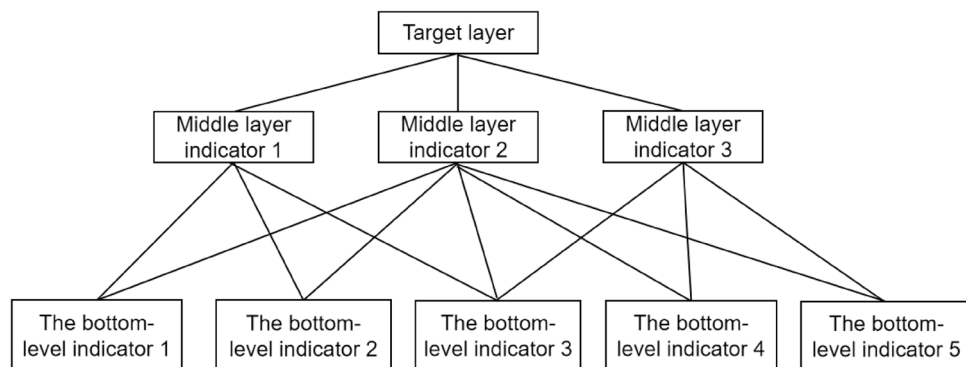 Target layer
Middle layer
indicator 1
Middle layer
indicator 2
Middle layer
indicator 3
The bottom-
level indicator 1
The bottom-
level indicator 2
The bottom-
level indicator 3
The bottom-
level indicator 4
The bottom-
level indicator 5